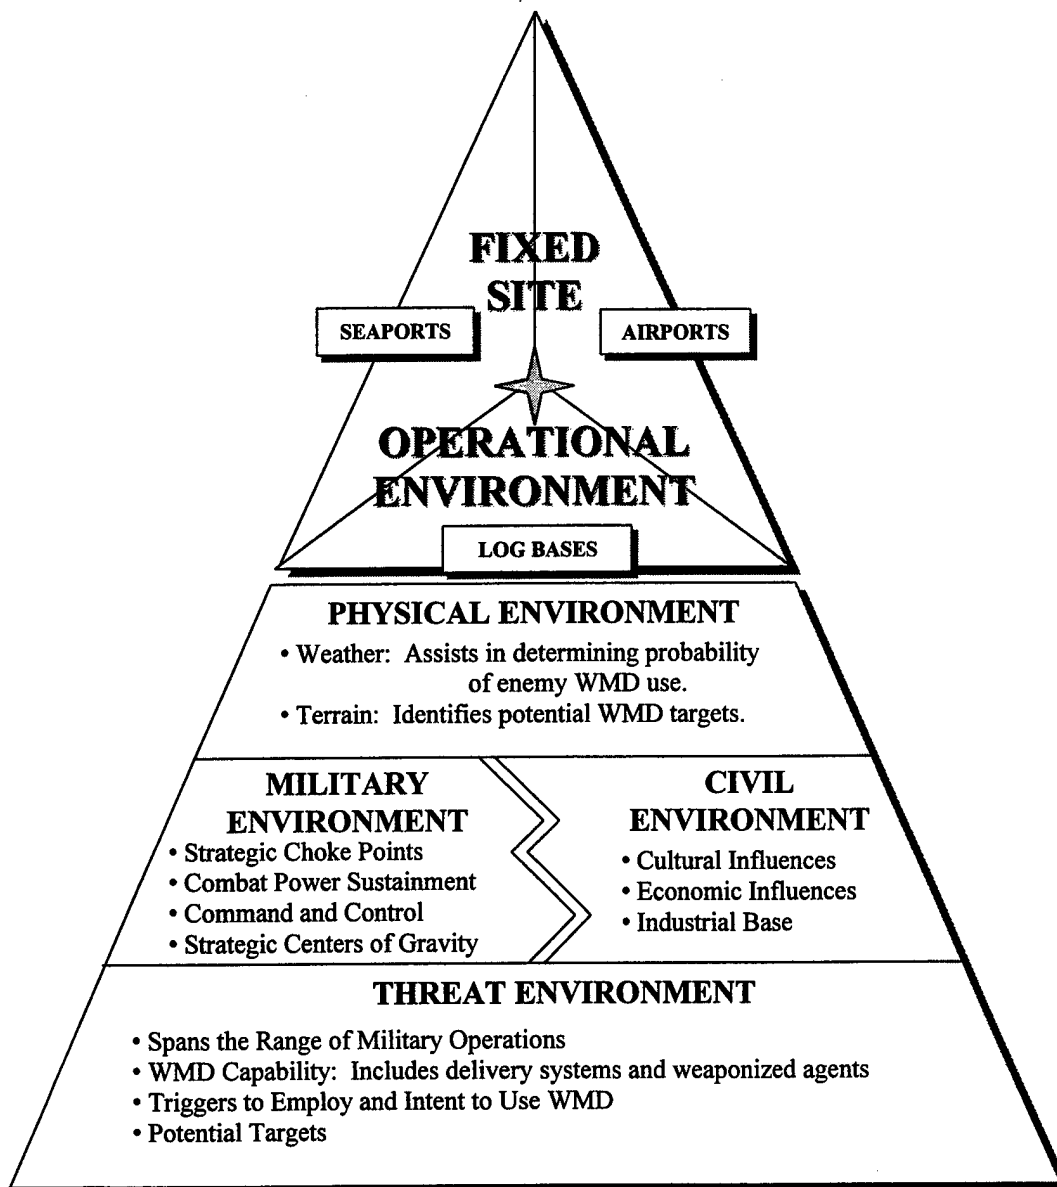 FIXED
SITE
SEAPORTS
AIRPORTS
OPERATIONAL
ENVIRONMENT
LOG BASES
PHYSICAL ENVIRONMENT
• Weather: Assists in determining probability
of enemy WMD use.
• Terrain: Identifies potential WMD targets.
MILITARY
ENVIRONMENT
• Strategic Choke Points
• Combat Power Sustainment
• Command and Control
• Strategic Centers of Gravity
CIVIL
ENVIRONMENT
• Cultural Influences
• Economic Influences
• Industrial Base
THREAT ENVIRONMENT
• Spans the Range of Military Operations
• WMD Capability: Includes delivery systems and weaponized agents
• Triggers to Employ and Intent to Use WMD
• Potential Targets